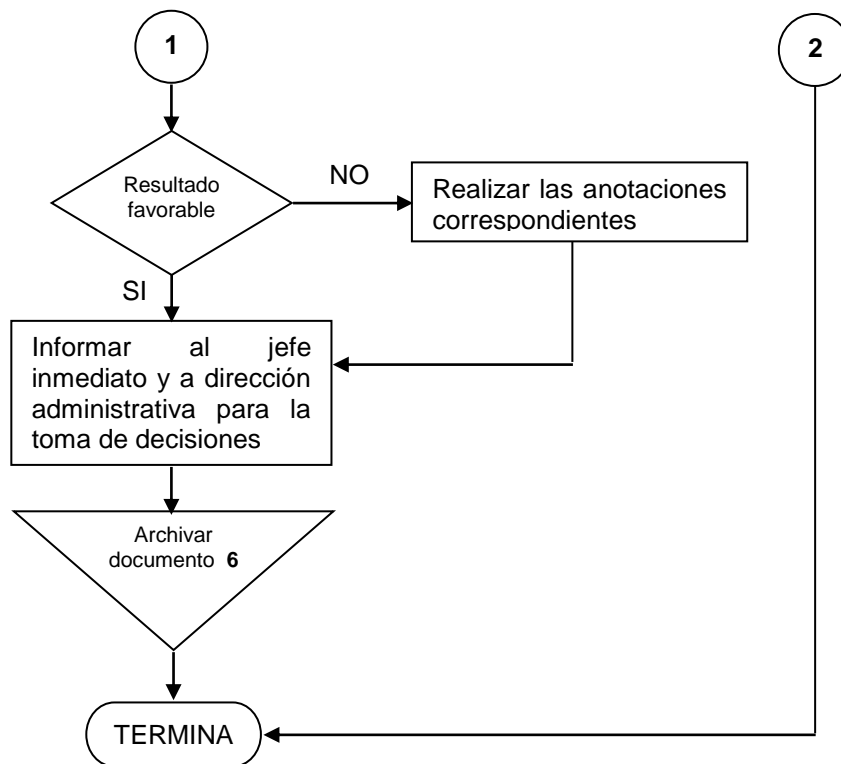 1
2
Resultado
favorable
NO
Realizar las anotaciones
correspondientes
SI
Informar al jefe
inmediato y a dirección
administrativa para la
toma de decisiones
Archivar
documento 6
TERMINA